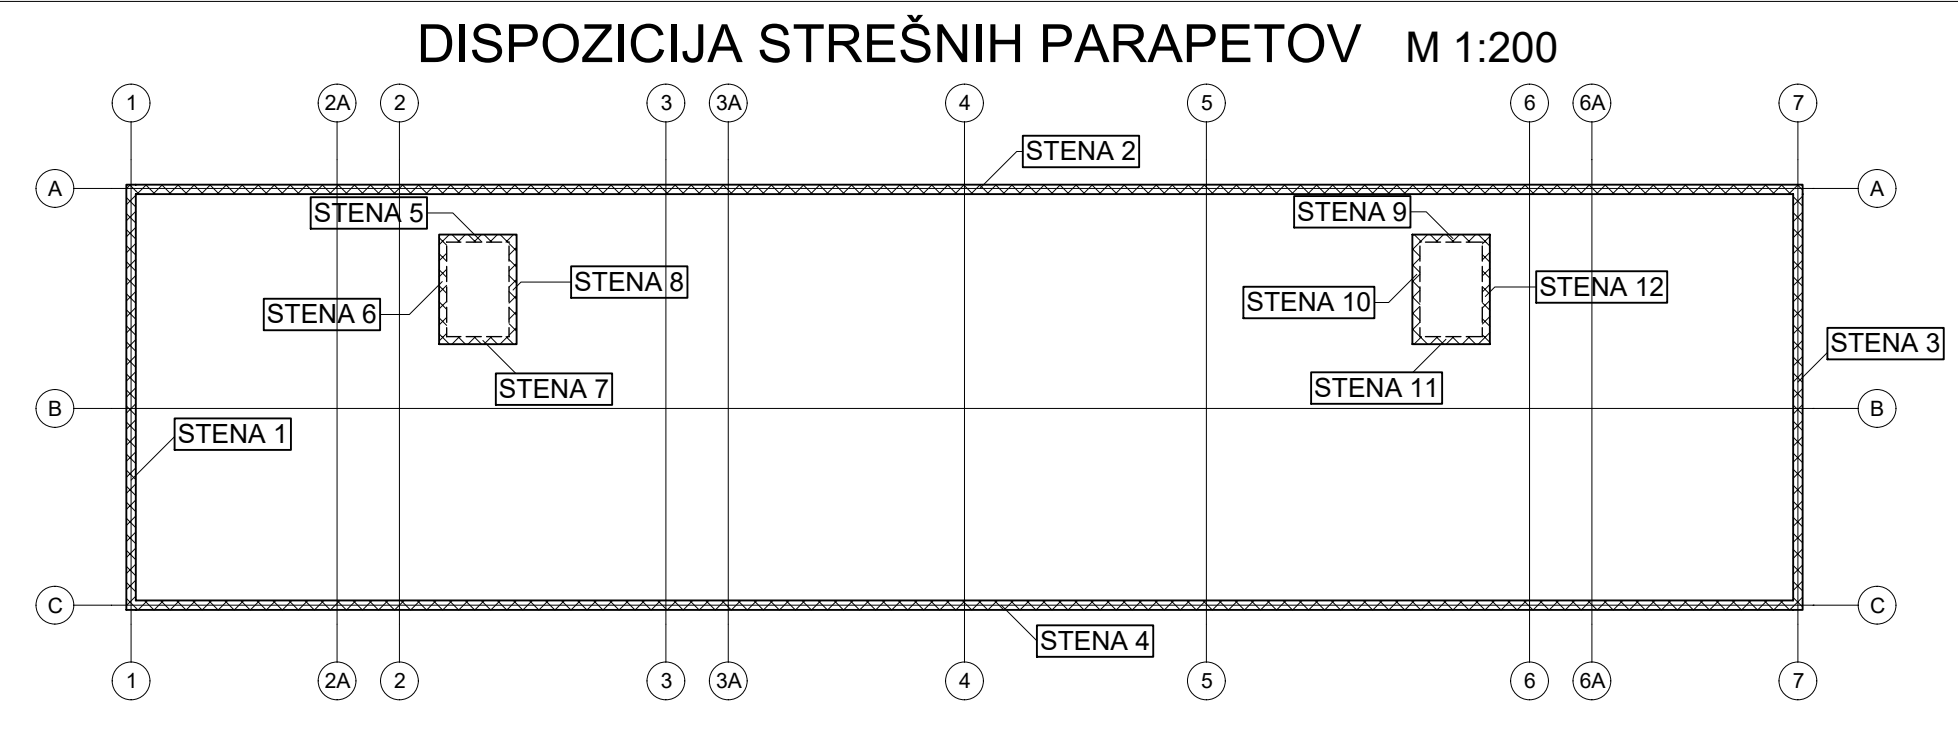 DISPOZICIJA STREŠNIH PARAPETOV M 1:200
1 2A 2 3 3A 4 5 6 6A 7
STENA 2
A A
STENA 5 STENA 9
STENA 8 STENA 12
STENA 6 STENA 10
STENA 3
STENA 7 STENA 11
B B
STENA 1
C C
STENA 4
1 2A 2 3 3A 4 5 6 6A 7